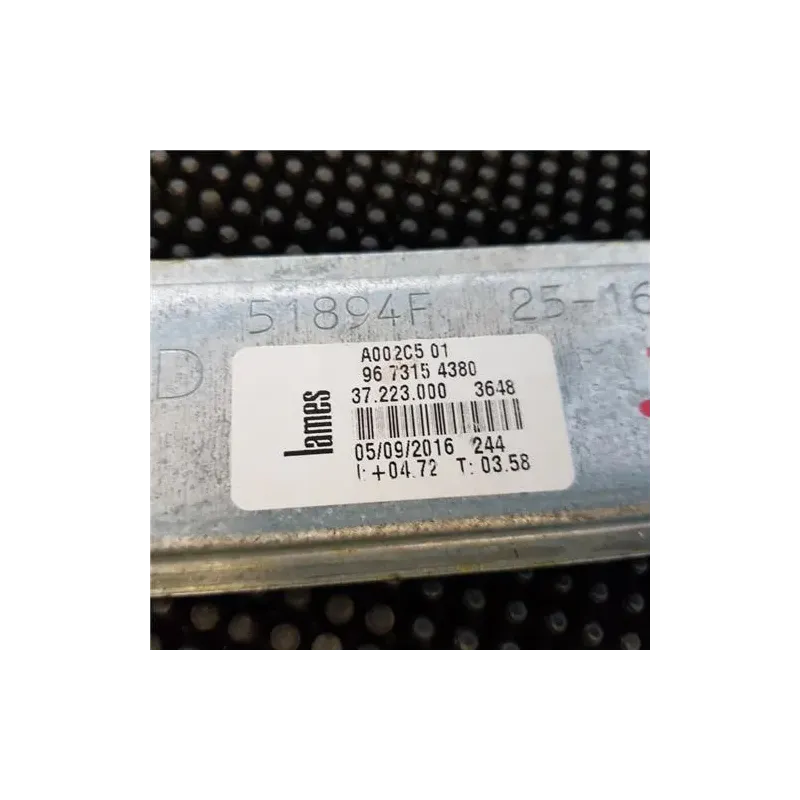 51894F 25-16
D
A002C5 01
96 7315 4380
37.223.000 3648
lames
05/09/2016 244
I: +04.72 T: 03.58